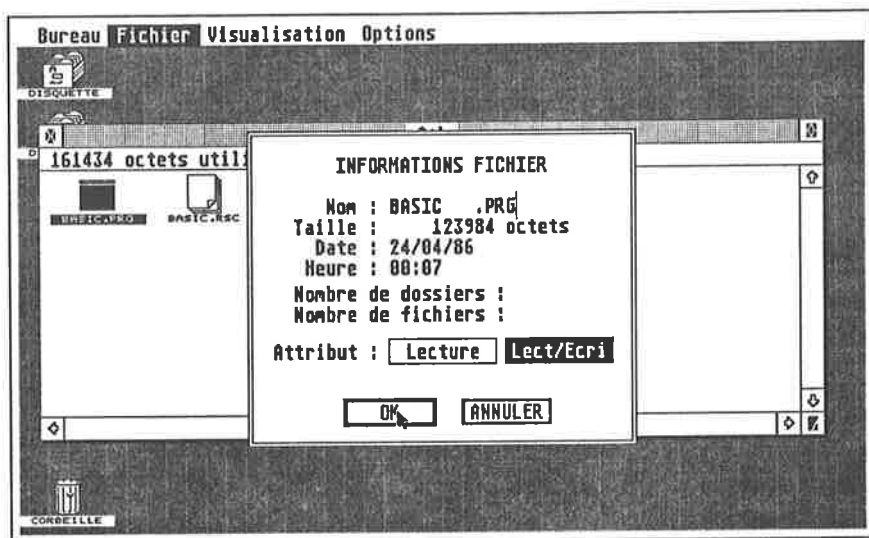 Bureau Fichier Visualisation Options
DISQUETTE
161434 octets utili
BASIC.PRG BASIC.RSC
INFORMATIONS FICHIER
Nom : BASIC .PRG
Taille : 123984 octets
Date : 24/04/86
Heure : 00:07
Nombre de dossiers :
Nombre de fichiers :
Attribut : Lecture Lect/Ecri
OK ANNULER
CORBEILLE